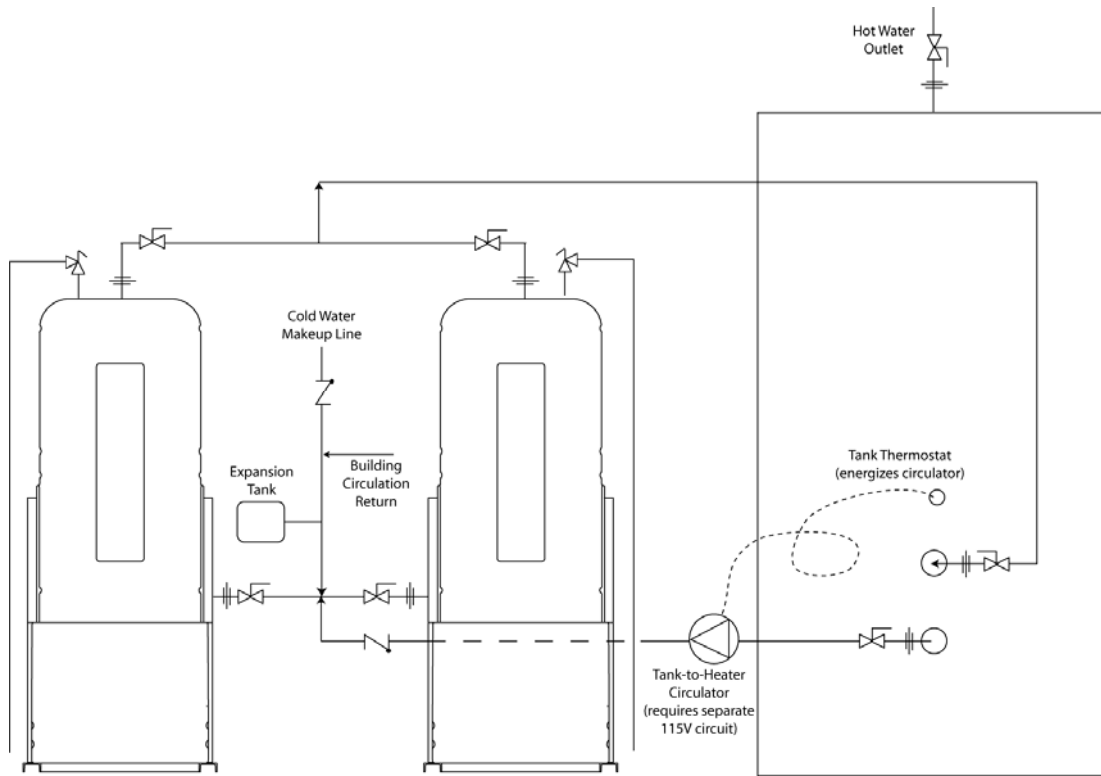 Hot Water
Outlet
Cold Water
Makeup Line
Building
Circulation
Return
Expansion
Tank
Tank Thermostat
(energizes circulator)
Tank-to-Heater
Circulator
(requires separate
115V circuit)